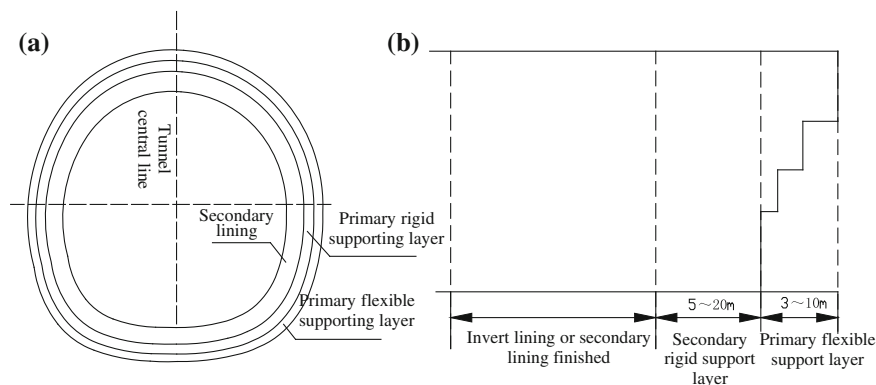 (a)
Tunnel
central line
Secondary
lining
Primary rigid
supporting layer
Primary flexible
supporting layer
(b)
5～20m
3～10m
Invert lining or secondary
lining finished
Secondary
rigid support
layer
Primary flexible
support layer